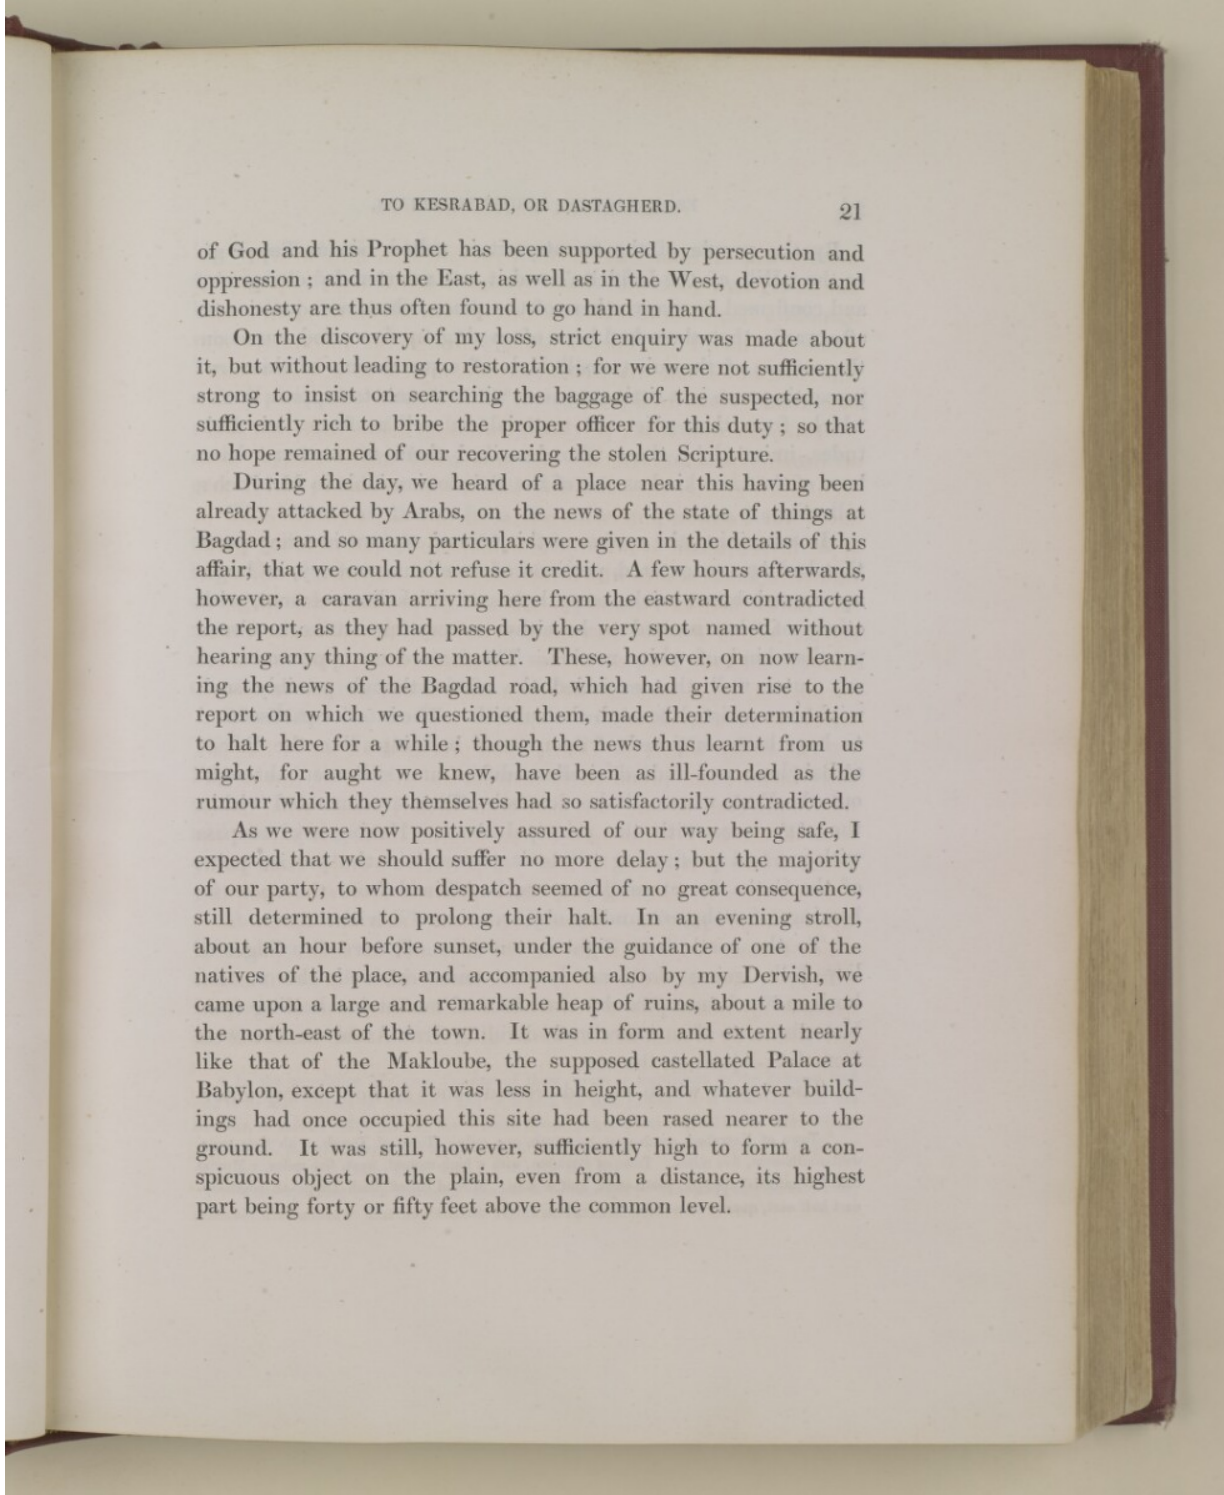 TO KESRABAD, OR DASTAGHERD. 21
of God and his Prophet has been supported by persecution and
oppression ; and in the East, as well as in the West, devotion and
dishonesty are thus often found to go hand in hand.
On the discovery of my loss, strict enquiry was made about
it, but without leading to restoration ; for we were not sufficiently
strong to insist on searching the baggage of the suspected, nor
sufficiently rich to bribe the proper officer for this duty ; so that
no hope remained of our recovering the stolen Scripture.
During the day, we heard of a place near this having been
already attacked by Arabs, on the news of the state of things at
Bagdad ; and so many particulars were given in the details of this
affair, that we could not refuse it credit. A few hours afterwards,
however, a caravan arriving here from the eastward contradicted
the report, as they had passed by the very spot named without
hearing any thing of the matter. These, however, on now learn-
ing the news of the Bagdad road, which had given rise to the
report on which we questioned them, made their determination
to halt here for a while ; though the news thus learnt from us
might, for aught we knew, have been as ill-founded as the
rumour which they themselves had so satisfactorily contradicted.
As we were now positively assured of our way being safe, I
expected that we should suffer no more delay ; but the majority
of our party, to whom despatch seemed of no great consequence,
still determined to prolong their halt. In an evening stroll,
about an hour before sunset, under the guidance of one of the
natives of the place, and accompanied also by my Dervish, we
came upon a large and remarkable heap of ruins, about a mile to
the north-east of the town. It was in form and extent nearly
like that of the Makloube, the supposed castellated Palace at
Babylon, except that it was less in height, and whatever build-
ings had once occupied this site had been rased nearer to the
ground. It was still, however, sufficiently high to form a con-
spicuous object on the plain, even from a distance, its highest
part being forty or fifty feet above the common level.